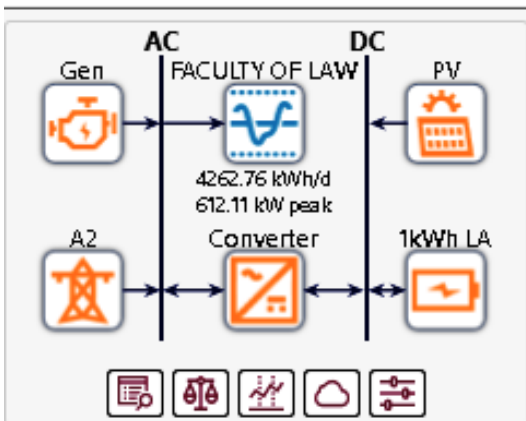 AC DC
Gen FACULTY OF LAW PV
4262.76 kWh/d
612.11 kW peak
A2 Converter 1kWh LA